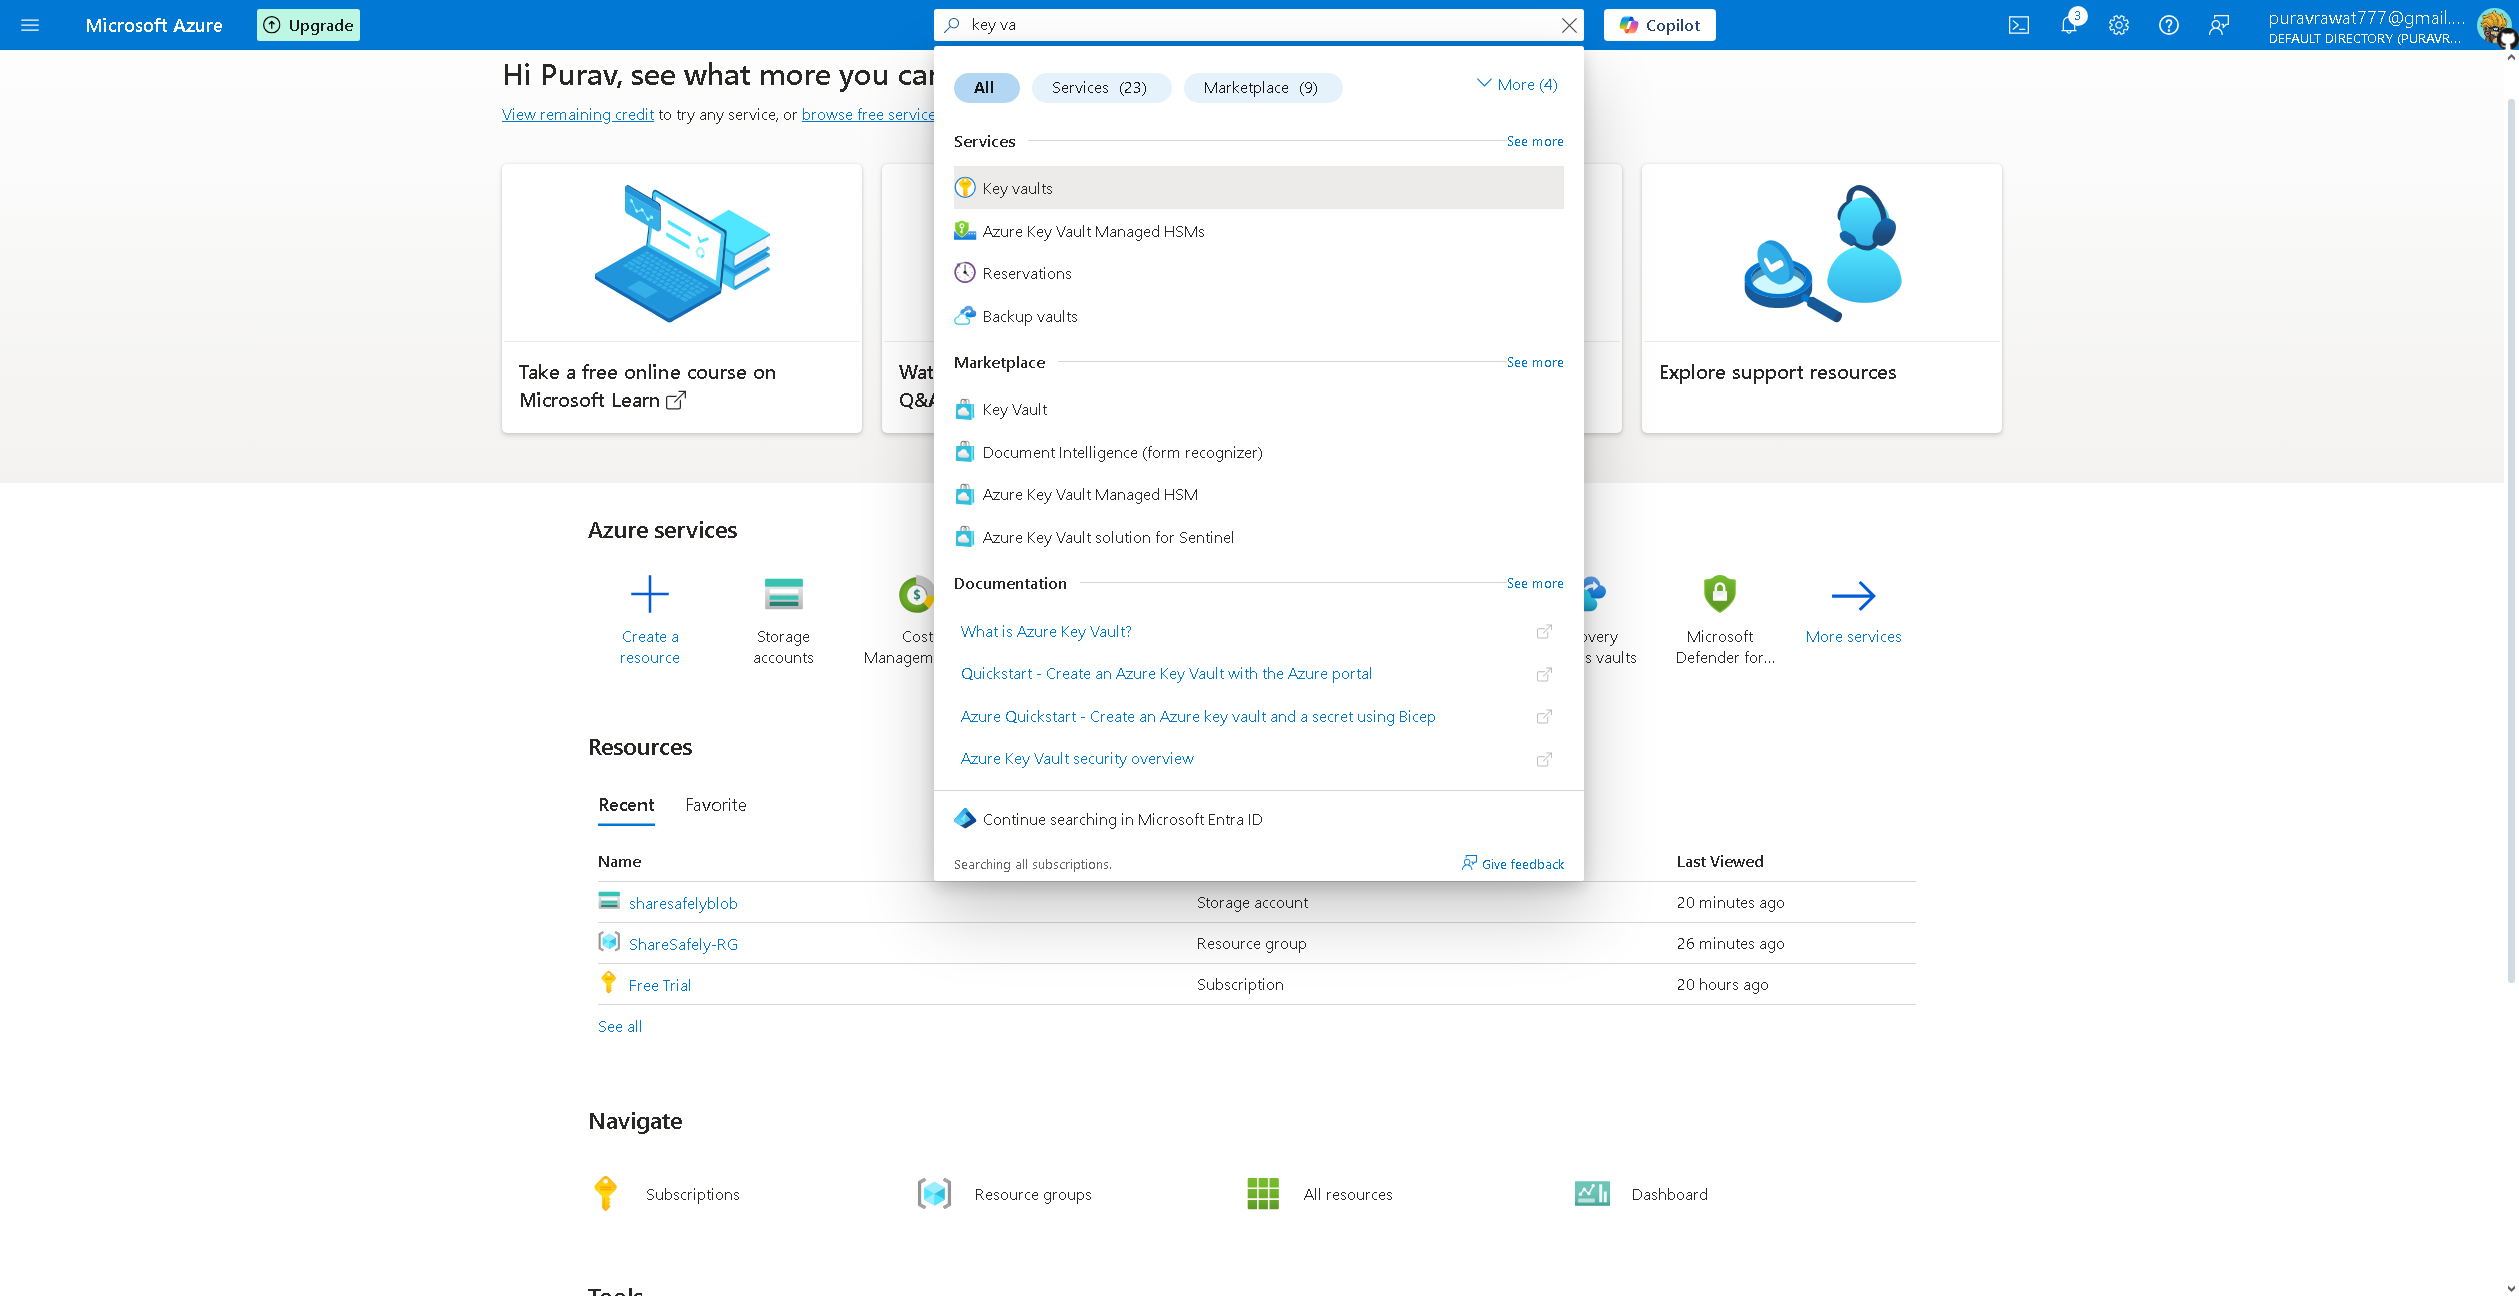 Microsoft Azure
Upgrade
key va
Copilot
3
puravrawat777@gmail....
DEFAULT DIRECTORY (PURAVR...
Hi Purav, see what more you can
View remaining credit to try any service, or browse free service
All
Services (23)
Marketplace (9)
More (4)
Services
See more
Key vaults
Azure Key Vault Managed HSMs
Reservations
Backup vaults
Marketplace
See more
Key Vault
Document Intelligence (form recognizer)
Azure Key Vault Managed HSM
Azure Key Vault solution for Sentinel
Documentation
See more
What is Azure Key Vault?
Quickstart - Create an Azure Key Vault with the Azure portal
Azure Quickstart - Create an Azure key vault and a secret using Bicep
Azure Key Vault security overview
Continue searching in Microsoft Entra ID
Searching all subscriptions.
Give feedback
Take a free online course on
Microsoft Learn
Wat
Q&A
Explore support resources
Azure services
Create a
resource
Storage
accounts
Cost
Managem
overy
s vaults
Microsoft
Defender for...
More services
Resources
Recent
Favorite
Name
Last Viewed
sharesafelyblob
Storage account
20 minutes ago
ShareSafely-RG
Resource group
26 minutes ago
Free Trial
Subscription
20 hours ago
See all
Navigate
Subscriptions
Resource groups
All resources
Dashboard
Tools